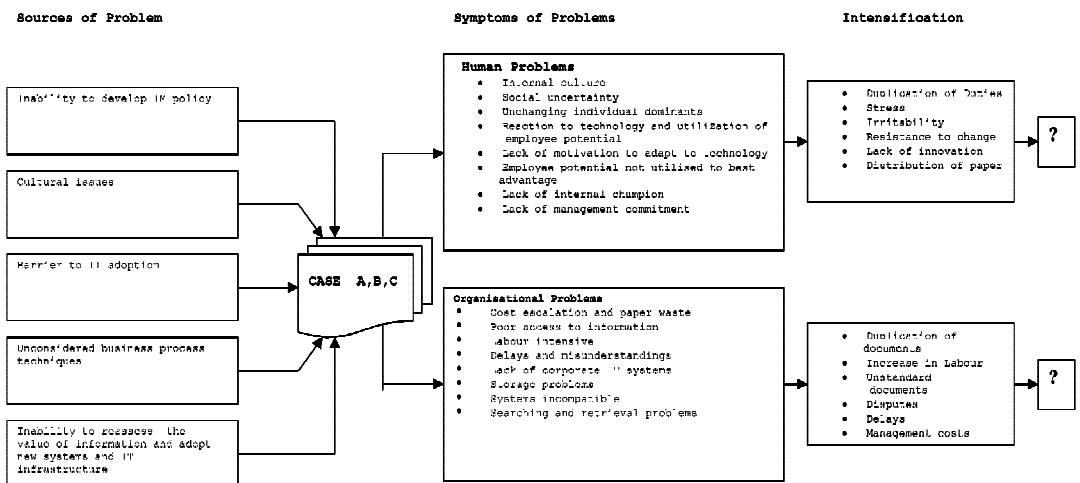 Sources of Problem
Symptoms of Problems
Intensification
Inability to develop IM policy
Cultural issues
Barrier to IT adoption
Unconsidered business process
techniques
Inability to reassess the
value of information and adopt
new systems and IT
infrastructure
CASE A,B,C
Human Problems
• Internal culture
• Social uncertainty
• Unchanging individual dominants
• Reaction to technology and utilization of
employee potential
• Lack of motivation to adapt to technology
• Employee potential not utilised to best
advantage
• Lack of internal champion
• Lack of management commitment
Organisational Problems
• Cost escalation and paper waste
• Poor access to information
• Labour intensive
• Delays and misunderstandings
• Lack of corporate IT systems
• Storage problems
• Systems incompatible
• Searching and retrieval problems
• Duplication of Duties
• Stress
• Irritability
• Resistance to change
• Lack of innovation
• Distribution of paper
?
• Duplication of
documents
• Increase in Labour
• Unstandard
documents
• Disputes
• Delays
• Management costs
?